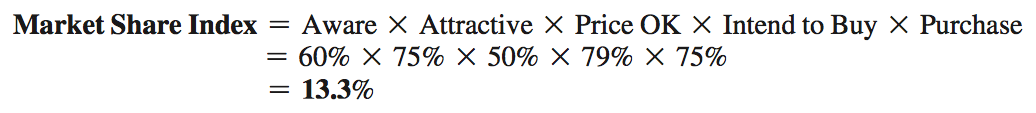 Market Share Index = Aware × Attractive × Price OK × Intend to Buy × Purchase
= 60% × 75% × 50% × 79% × 75%
= 13.3%